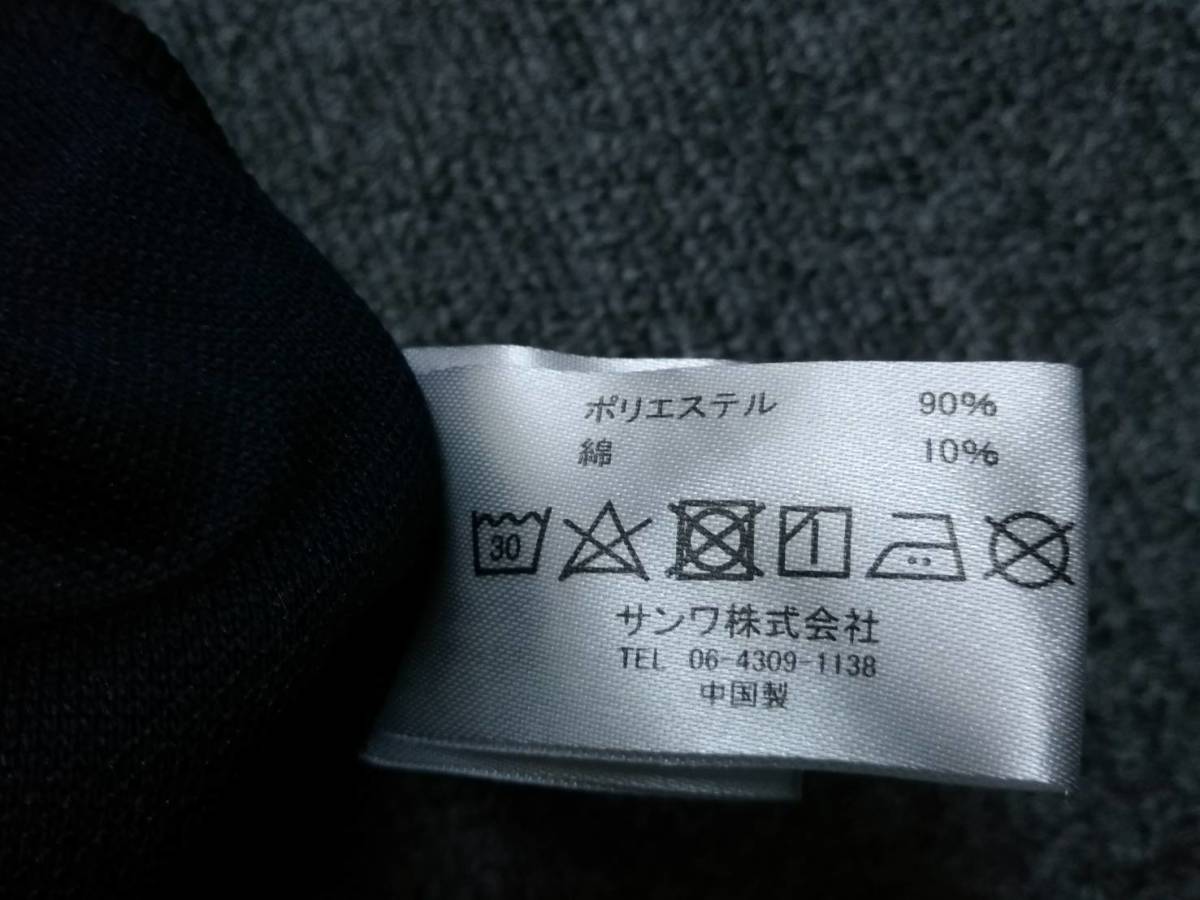 ポリエステル 90%
綿 10%
30
サンワ株式会社
TEL 06-4309-1138
中国製